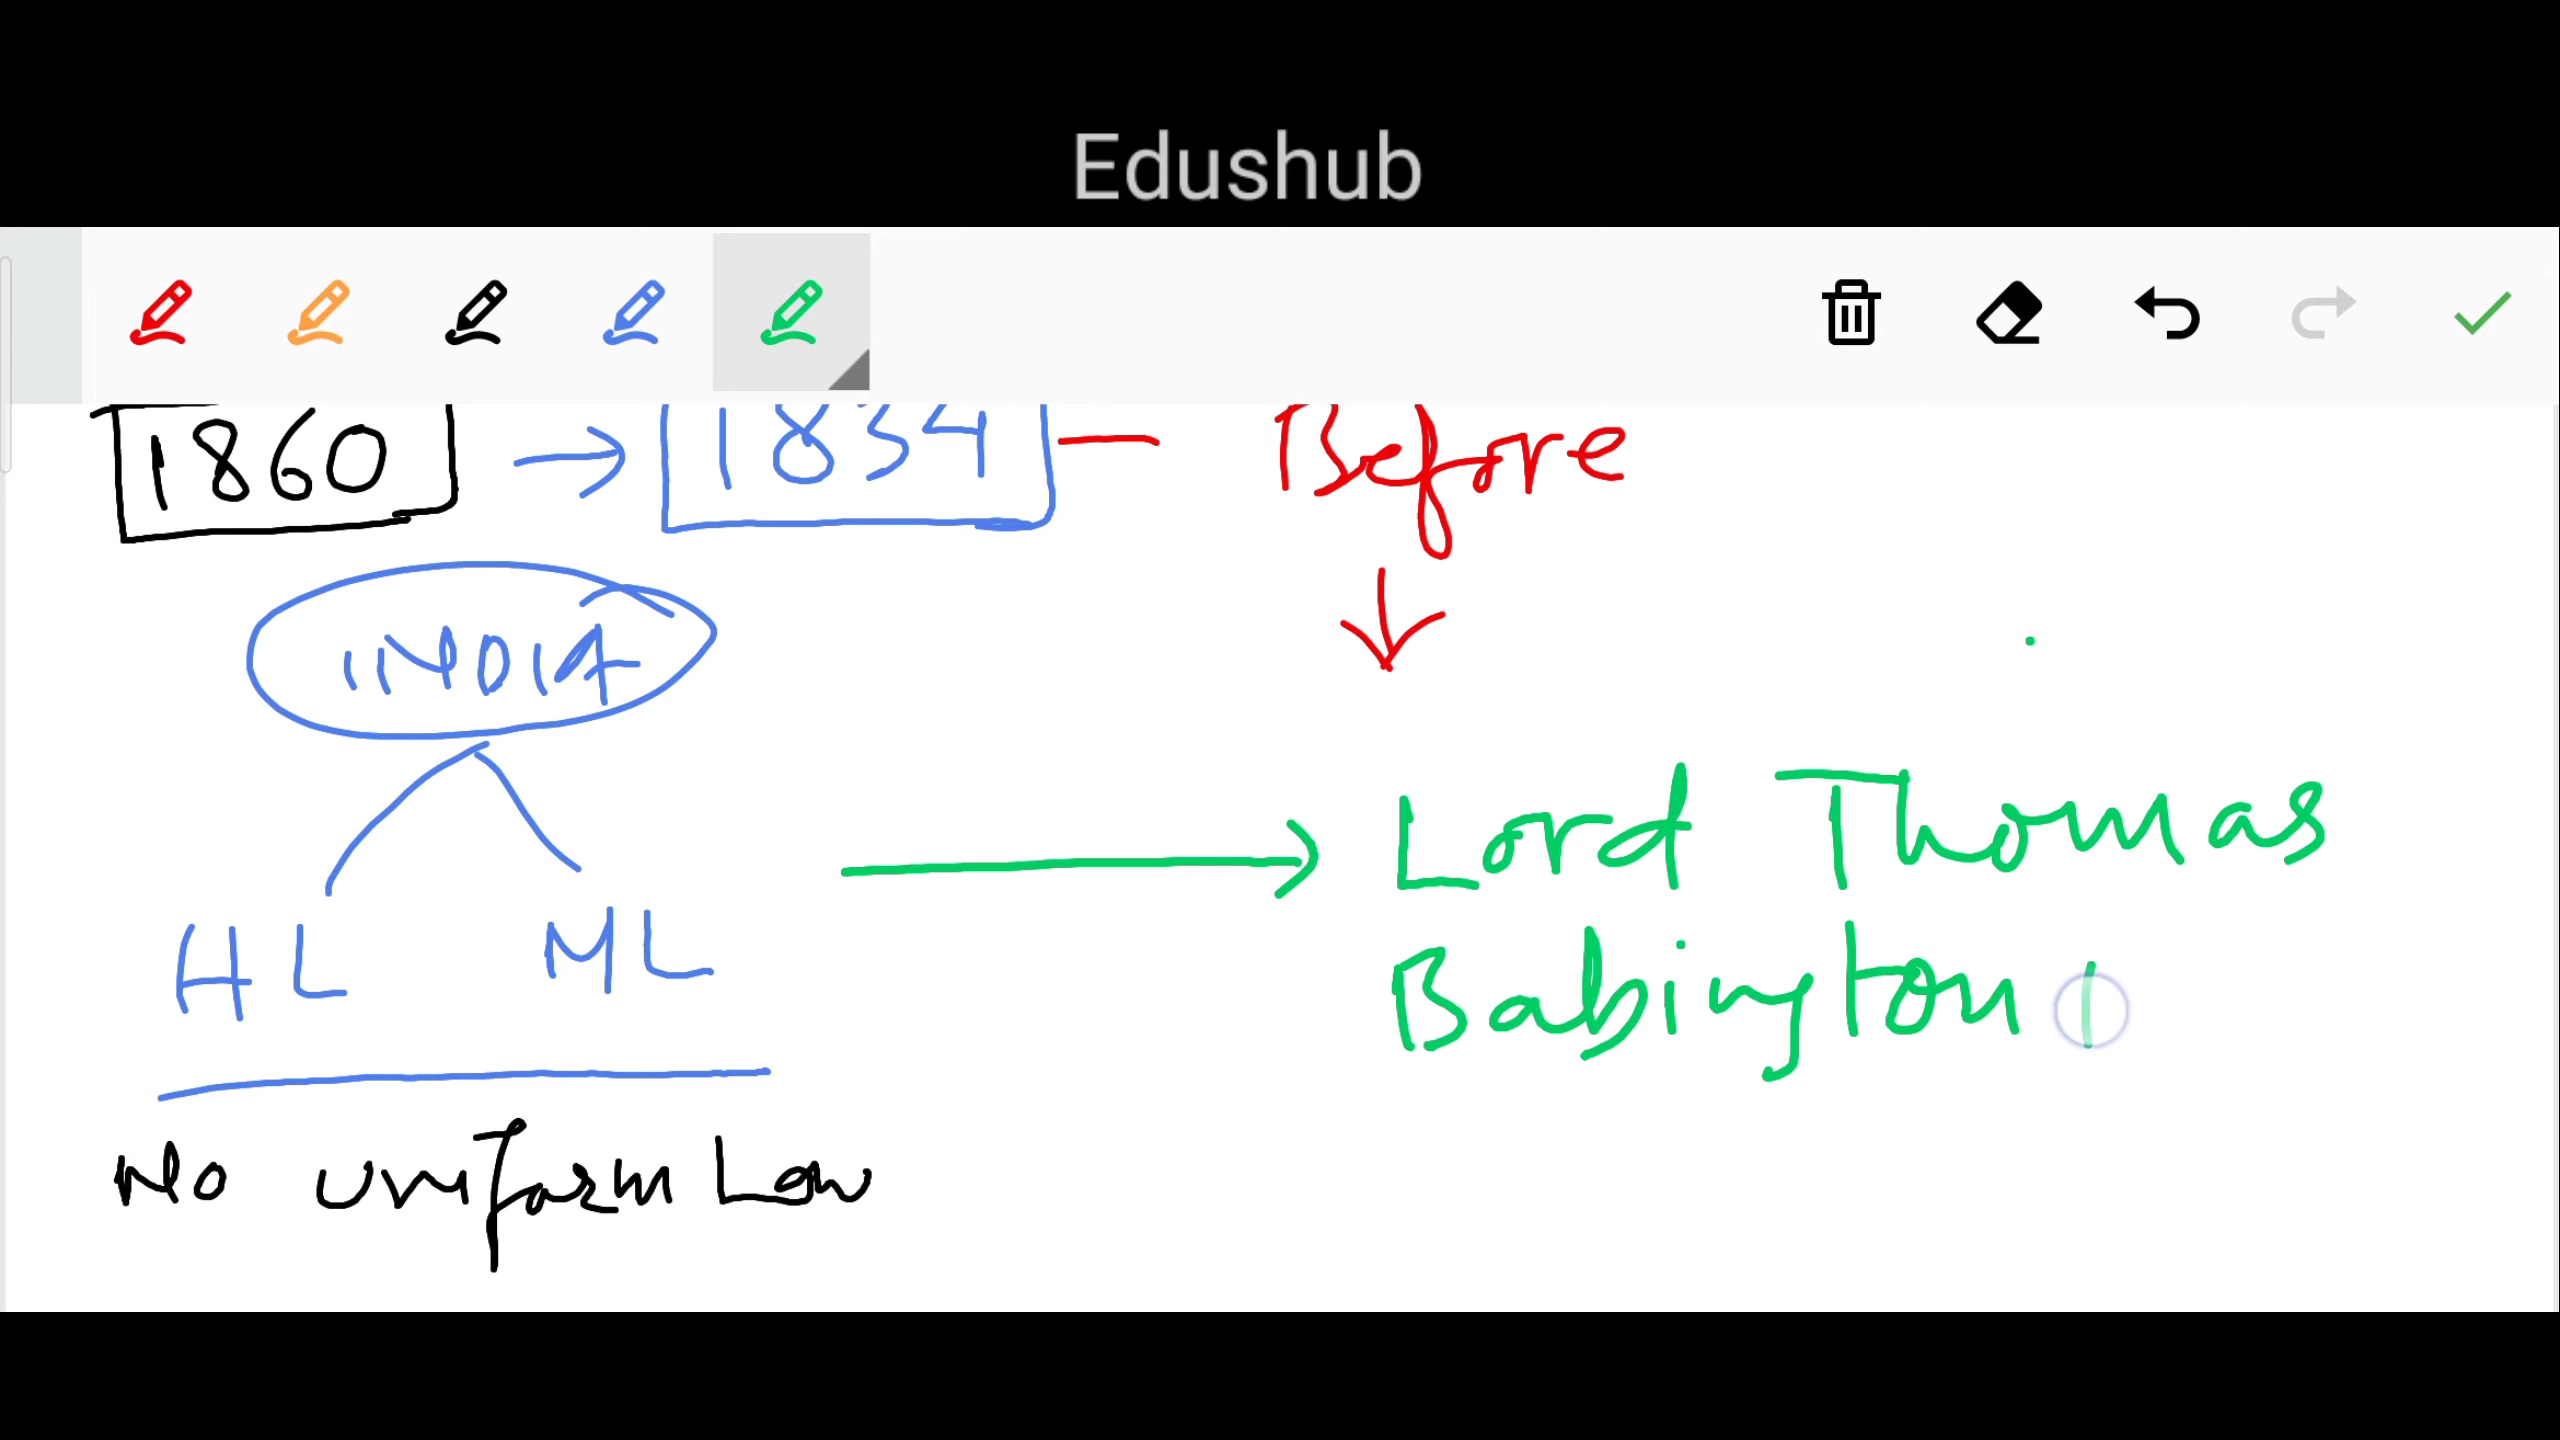 Edushub
1860 → 1834 — Before
↓
INDIA
→ Lord Thomas
HL ML
Babington
No uniform Law